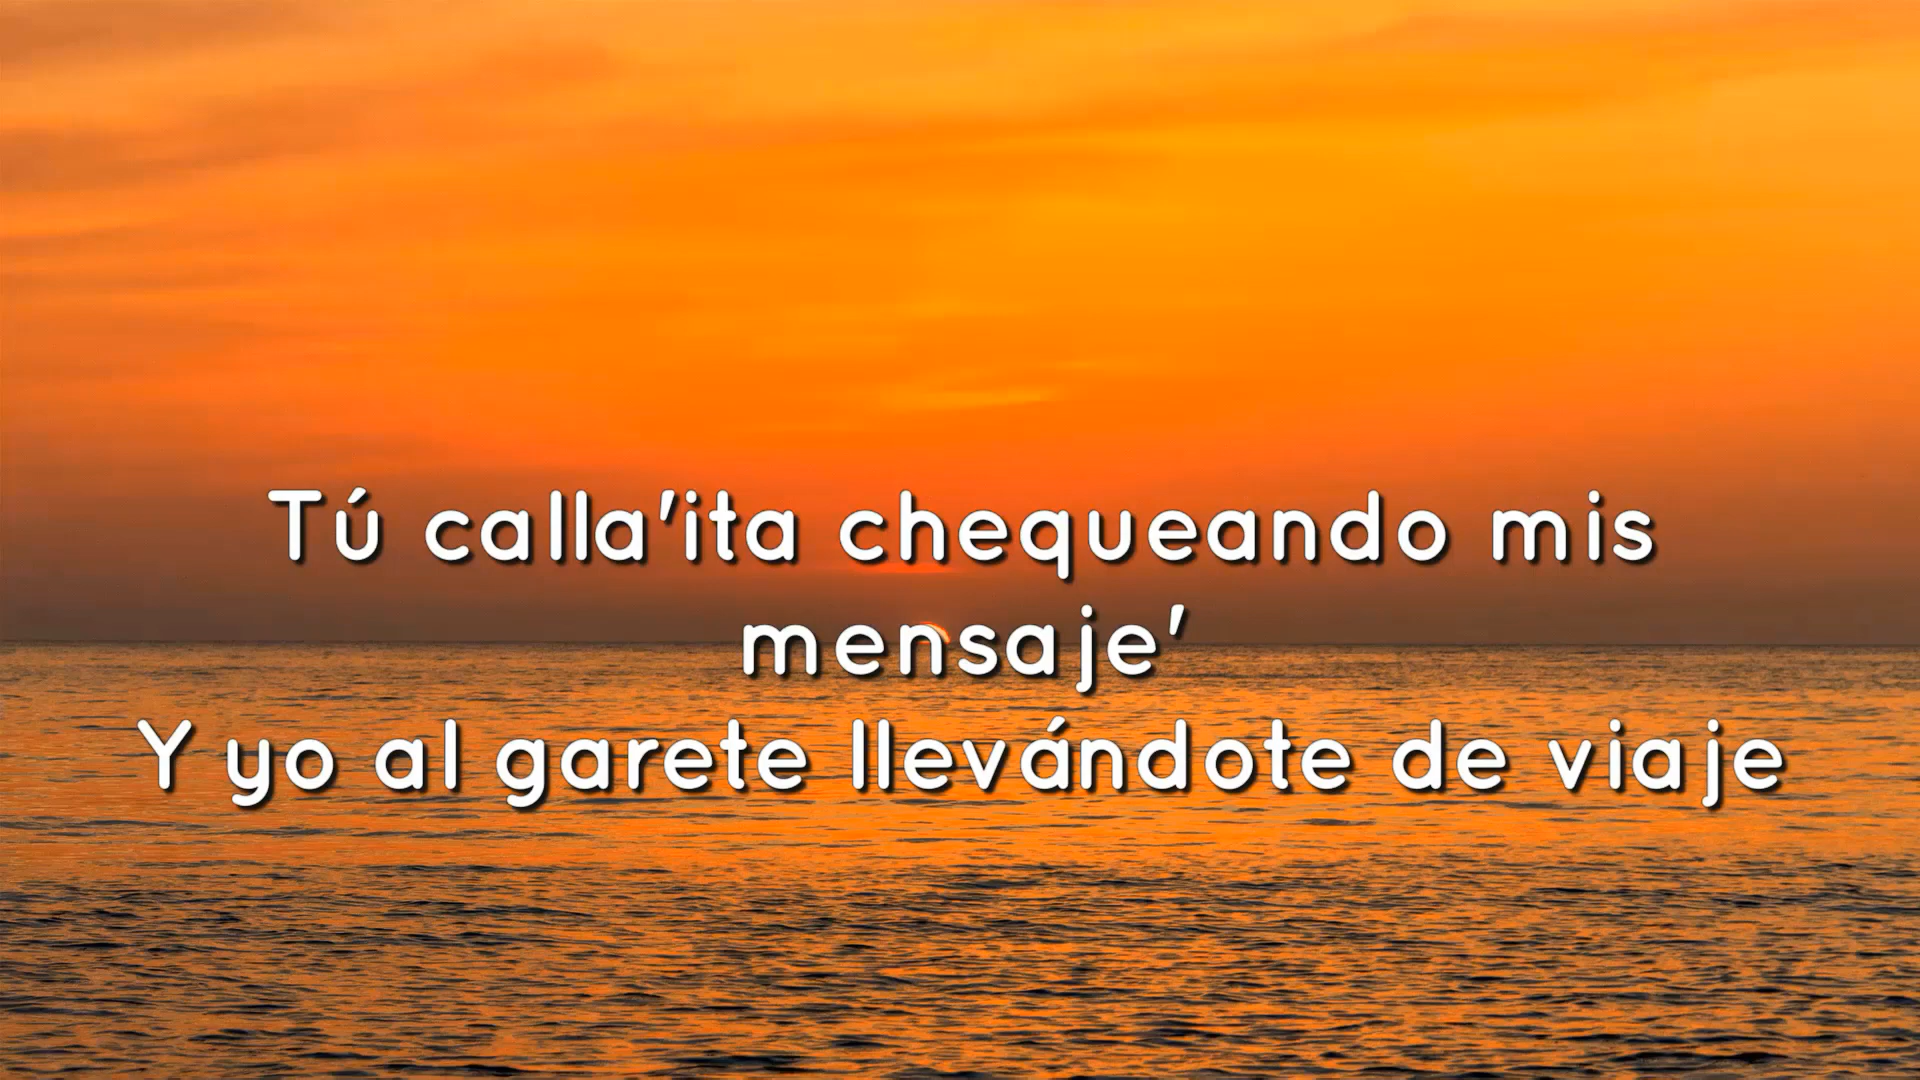 Tú calla'ita chequeando mis
mensaje'
Y yo al garete llevándote de viaje